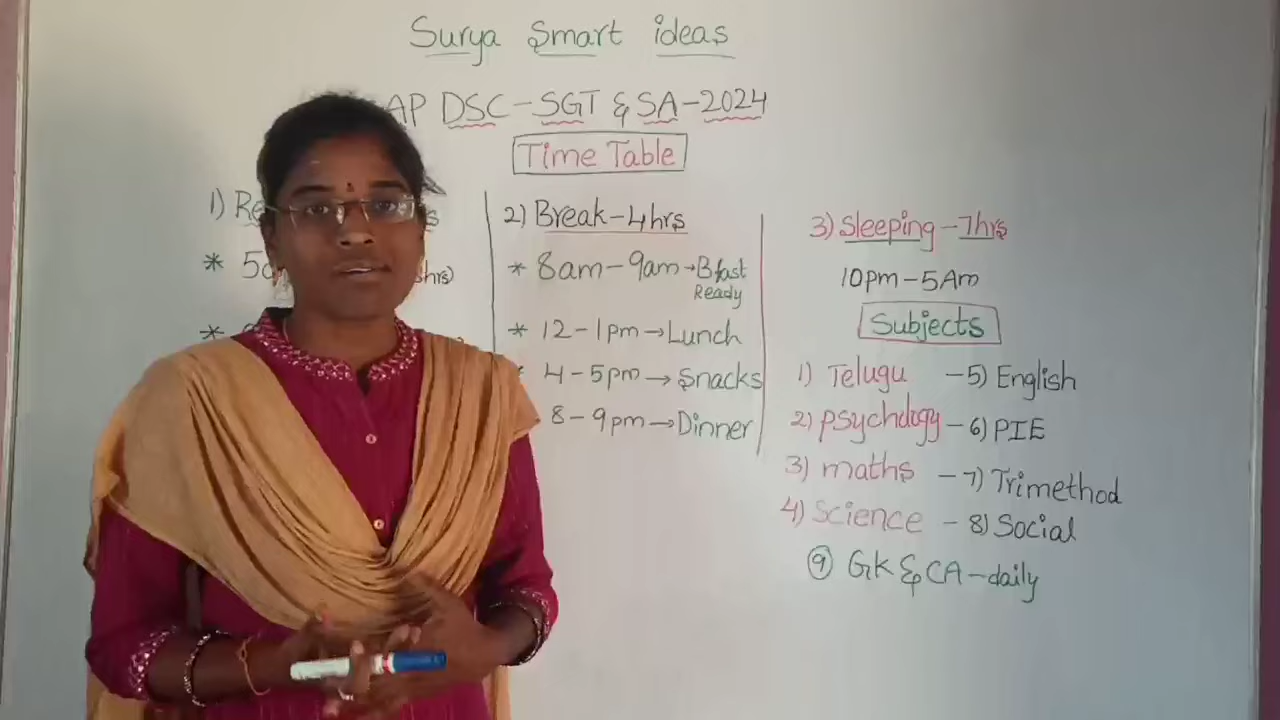 Surya Smart ideas
AP DSC-SGT & SA-2024
Time Table
1) Re
* 5
hrs)
*
2) Break-4hrs
* 8am-9am→Bfast
Ready
* 12-1pm→Lunch
4-5pm→Snacks
8-9pm→Dinner
3) Sleeping-7hrs
10pm-5Am
Subjects
1) Telugu -5) English
2) Psychology-6) PIE
3) maths -7) Trimethod
4) Science -8) Social
9 GK & CA-daily